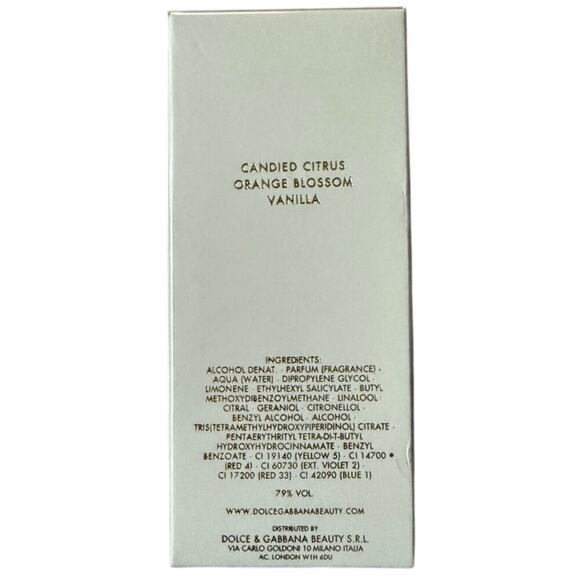 CANDIED CITRUS
ORANGE BLOSSOM
VANILLA
INGREDIENTS:
ALCOHOL DENAT. · PARFUM (FRAGRANCE) ·
AQUA (WATER) · DIPROPYLENE GLYCOL ·
LIMONENE · ETHYLHEXYL SALICYLATE · BUTYL
METHOXYDIBENZOYLMETHANE · LINALOOL ·
CITRAL · GERANIOL · CITRONELLOL ·
BENZYL ALCOHOL · ALCOHOL ·
TRIS(TETRAMETHYLHYDROXYPIPERIDINOL) CITRATE ·
PENTAERYTHRITYL TETRA-DI-T-BUTYL
HYDROXYHYDROCINNAMATE · BENZYL
BENZOATE · CI 19140 (YELLOW 5) · CI 14700 •
(RED 4) · CI 60730 (EXT. VIOLET 2) ·
CI 17200 (RED 33) · CI 42090 (BLUE 1)
79% VOL.
WWW.DOLCEGABBANABEAUTY.COM
DISTRIBUTED BY
DOLCE & GABBANA BEAUTY S.R.L.
VIA CARLO GOLDONI 10 MILANO ITALIA
AC. LONDON W1H 6DU